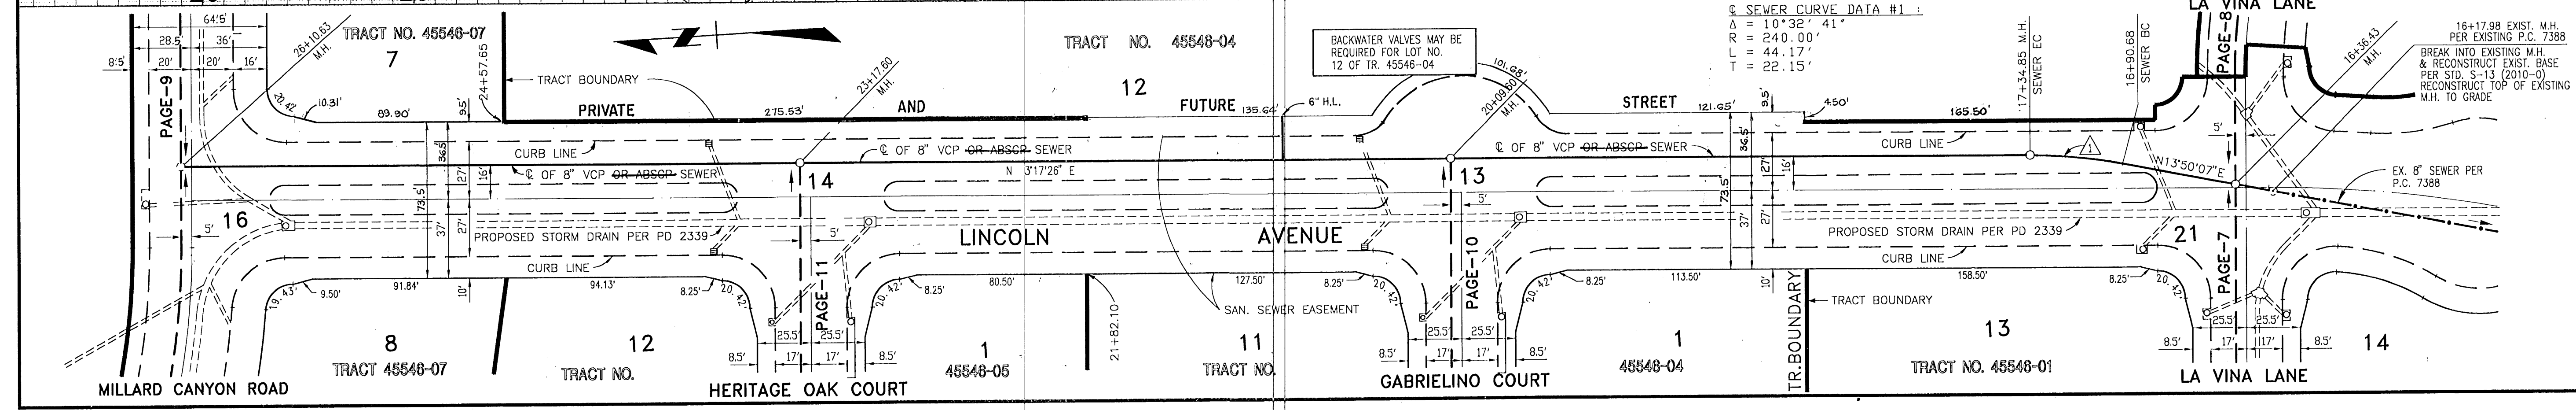 LA VINA LANE
64.5'
28.5'
36'
8.5'
20'
20'
16'
PAGE-9
26+10.63
M.H.
TRACT NO. 45546-07
7
24+57.65
TRACT BOUNDARY
20.42'
10.31'
89.90'
9.5'
PRIVATE
275.53'
AND
23+17.60
M.H.
TRACT NO. 45546-04
12
FUTURE
135.64'
6" H.L.
BACKWATER VALVES MAY BE
REQUIRED FOR LOT NO.
12 OF TR. 45546-04
101.68'
20+09.60
M.H.
STREET
121.65'
9.5'
4.50'
165.50'
℄ SEWER CURVE DATA #1 :
Δ = 10°32' 41"
R = 240.00'
L = 44.17'
T = 22.15'
17+34.85 M.H.
SEWER EC
16+90.68
SEWER BC
PAGE-8
5'
16+36.43
M.H.
16+17.98 EXIST. M.H.
PER EXISTING P.C. 7388
BREAK INTO EXISTING M.H.
& RECONSTRUCT EXIST. BASE
PER STD. S-13 (2010-0)
RECONSTRUCT TOP OF EXISTING
M.H. TO GRADE
CURB LINE
℄ OF 8" VCP OR ABSCP SEWER
℄ OF 8" VCP OR ABSCP SEWER
℄ OF 8" VCP OR ABSCP SEWER
CURB LINE
1
N13°50'07"E
EX. 8" SEWER PER
P.C. 7388
36.5'
73.5'
27'
16'
37'
27'
14
N 3°17'26" E
13
5'
36.5'
73.5'
27'
16'
37'
27'
16
5'
PROPOSED STORM DRAIN PER PD 2339
5'
LINCOLN
AVENUE
PROPOSED STORM DRAIN PER PD 2339
21
CURB LINE
CURB LINE
19.43'
9.50'
91.84'
10'
94.13'
8.25'
20.42'
PAGE-11
20.42'
8.25'
80.50'
127.50'
8.25'
20.42'
PAGE-10
20.42'
8.25'
113.50'
10'
158.50'
8.25'
20.42'
PAGE-7
SAN. SEWER EASEMENT
TRACT BOUNDARY
21+82.10
TR.BOUNDARY
8
TRACT 45546-07
12
TRACT NO.
25.5'
25.5'
8.5'
17'
17'
8.5'
1
45546-05
11
TRACT NO.
25.5'
25.5'
8.5'
17'
17'
8.5'
1
45546-04
13
TRACT NO. 45546-01
25.5'
25.5'
8.5'
17'
17'
8.5'
14
MILLARD CANYON ROAD
HERITAGE OAK COURT
GABRIELINO COURT
LA VINA LANE